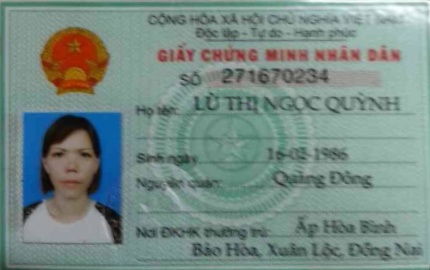 CỘNG HÒA XÃ HỘI CHỦ NGHĨA VIỆT NAM
Độc lập - Tự do - Hạnh phúc
GIẤY CHỨNG MINH NHÂN DÂN
SỐ 271670234
Họ tên: LỪ THỊ NGỌC QUỲNH
Sinh ngày 16-02-1986
Nguyên quán: Quảng Đông
Nơi ĐKHK thường trú: Ấp Hòa Bình
Bảo Hòa, Xuân Lộc, Đồng Nai